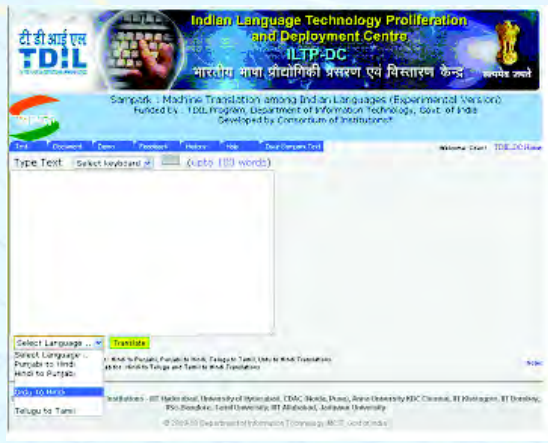 टी डी आई एल
TDIL
Indian Language Technology Proliferation
and Deployment Centre
ILTP-DC
भारतीय भाषा प्रौद्योगिकी प्रसरण एवं विस्तारण केन्द्र
सत्यमेव जयते
Sampark : Machine Translation among Indian Languages (Experimental Version)
Funded by : TDIL Program, Department of Information Technology, Govt. of India
Developed by Consortium of Institutions*
Text Document Demo Feedback History Help
Welcome Guest TDIL-DC Home
Type Text Select keyboard (upto 100 words)
Select Language .. Translate
Select Language ..
Punjabi to Hindi
Hindi to Punjabi
Hindi to Punjabi, Punjabi to Hindi, Telugu to Tamil, Urdu to Hindi Translations
Hindi to Telugu and Tamil to Hindi Translations
Urdu to Hindi
Telugu to Tamil
Institutions - IIT Hyderabad, University of Hyderabad, CDAC (Noida, Pune), Anna University KBC Chennai, IIT Kharagpur, IIT Bombay,
IISc Bangalore, Tamil University, IIIT Allahabad, Jadavpur University
Department of Information Technology